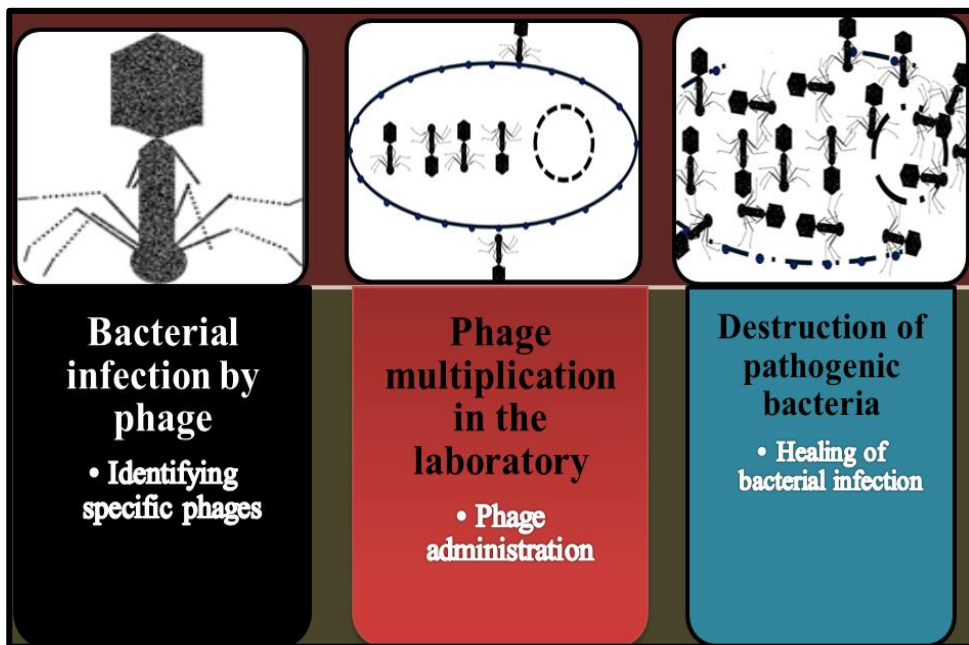 Bacterial
infection by
phage
• Identifying
specific phages
Phage
multiplication
in the
laboratory
• Phage
administration
Destruction of
pathogenic
bacteria
• Healing of
bacterial infection